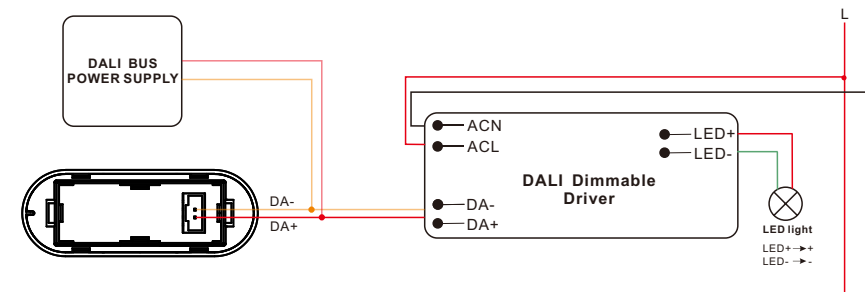 L
DALI BUS
POWER SUPPLY
ACN
ACL
LED+
LED-
DALI Dimmable
Driver
DA-
DA+
DA-
DA+
LED light
LED+→+
LED-→-